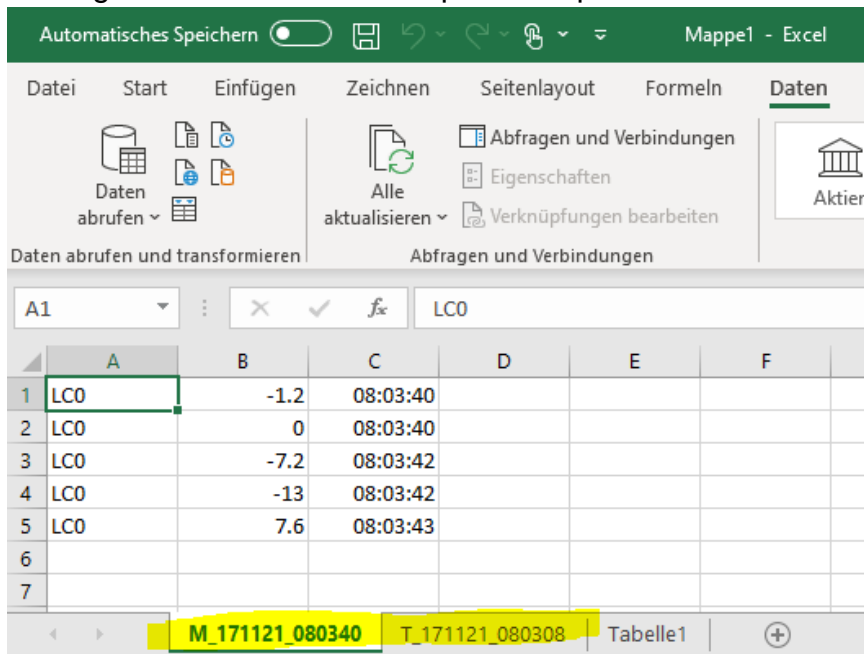 Automatisches Speichern Mappe1 - Excel
Datei Start Einfügen Zeichnen Seitenlayout Formeln Daten
Daten abrufen
Alle aktualisieren
Abfragen und Verbindungen
Eigenschaften
Verknüpfungen bearbeiten
Daten abrufen und transformieren
Abfragen und Verbindungen
A1 fx LC0
A B C D E F
1 LC0 -1.2 08:03:40
2 LC0 0 08:03:40
3 LC0 -7.2 08:03:42
4 LC0 -13 08:03:42
5 LC0 7.6 08:03:43
6
7
M_171121_080340 T_171121_080308 Tabelle1